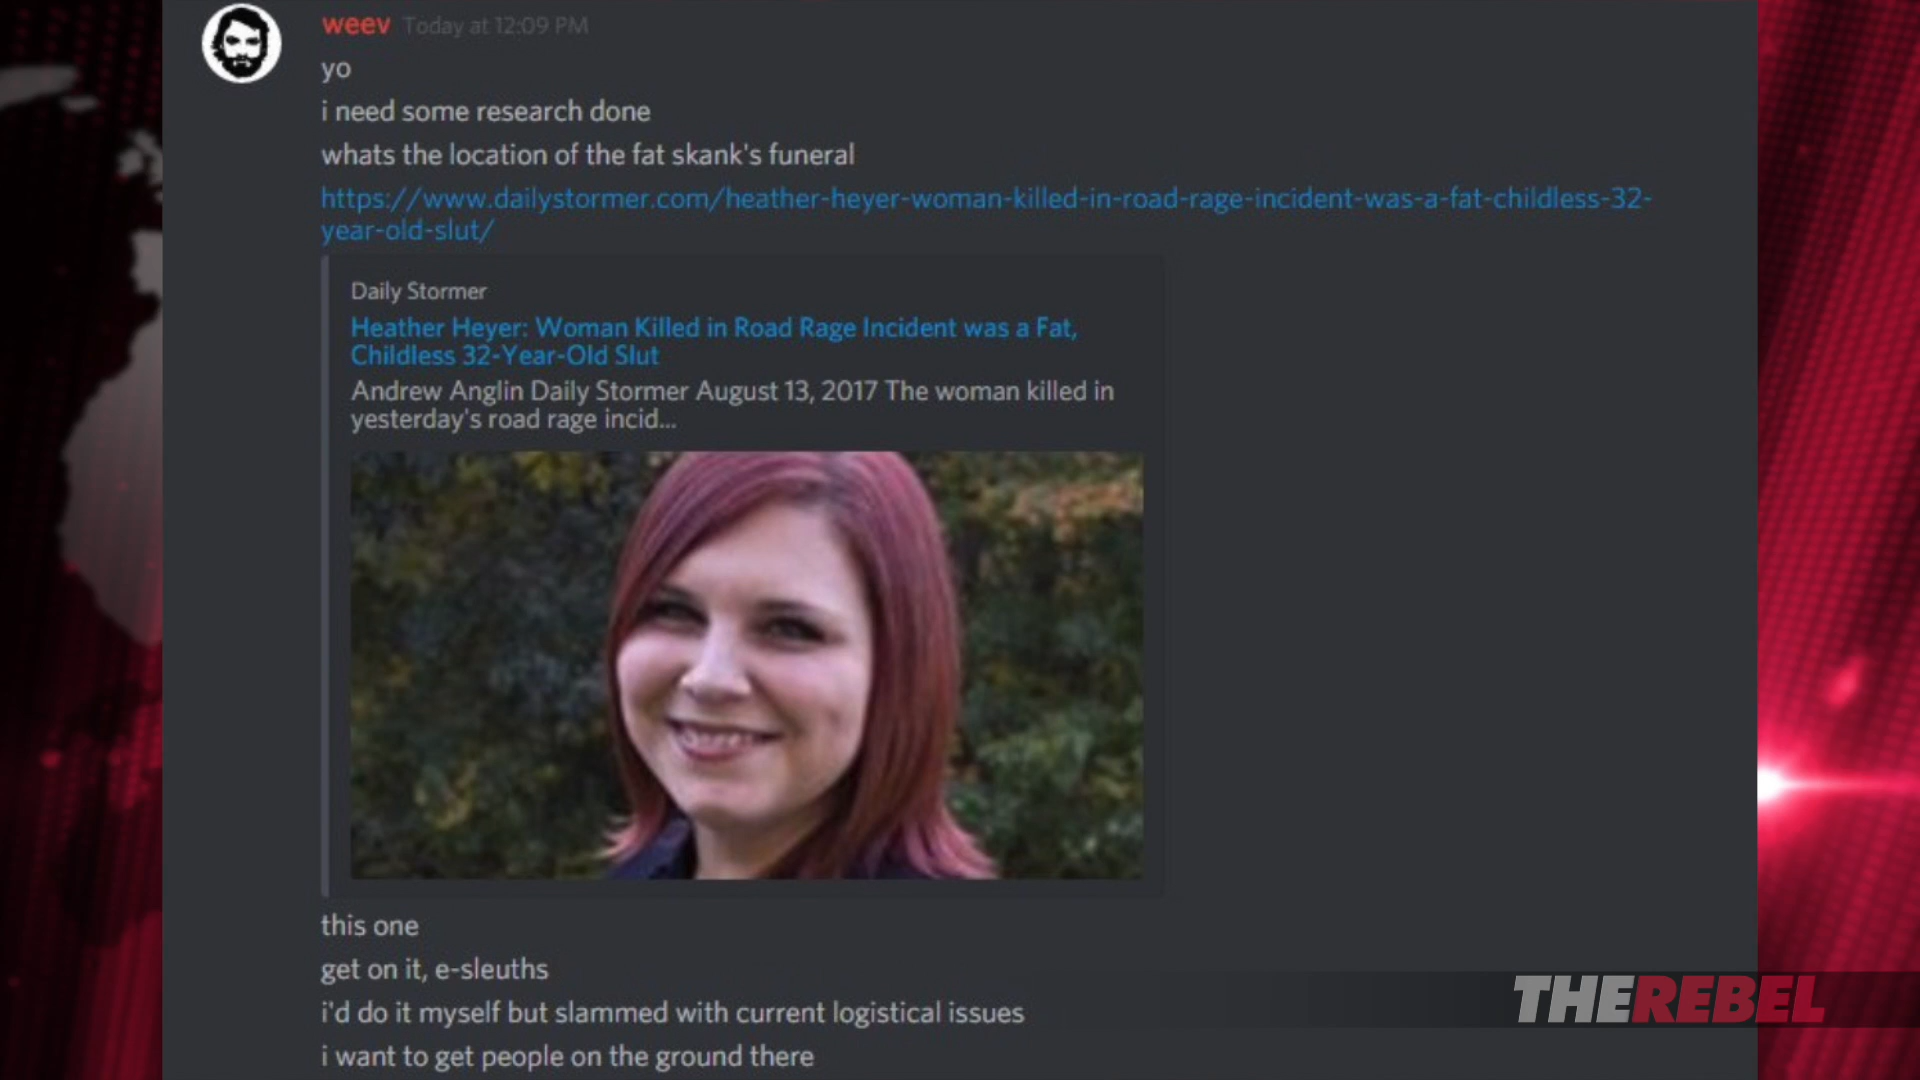 weev Today at 12:09 PM
yo
i need some research done
whats the location of the fat skank's funeral
https://www.dailystormer.com/heather-heyer-woman-killed-in-road-rage-incident-was-a-fat-childless-32-
year-old-slut/
Daily Stormer
Heather Heyer: Woman Killed in Road Rage Incident was a Fat,
Childless 32-Year-Old Slut
Andrew Anglin Daily Stormer August 13, 2017 The woman killed in
yesterday's road rage incid...
this one
get on it, e-sleuths
i'd do it myself but slammed with current logistical issues
THEREBEL
i want to get people on the ground there